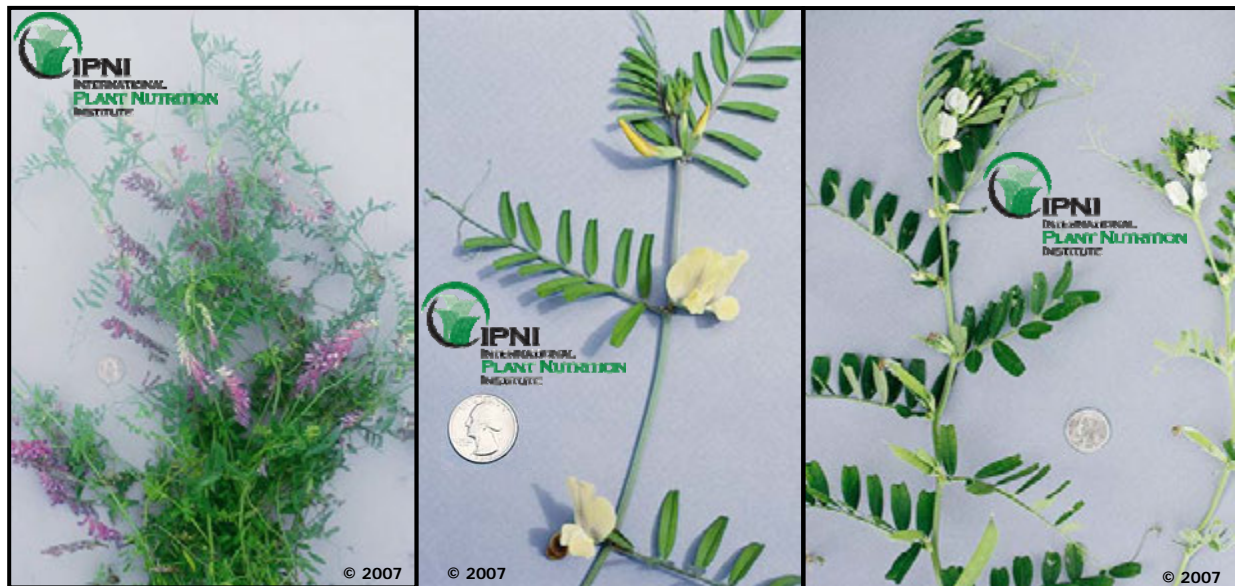 IPNI
INTERNATIONAL
PLANT NUTRITION
INSTITUTE
© 2007
IPNI
INTERNATIONAL
PLANT NUTRITION
INSTITUTE
© 2007
IPNI
INTERNATIONAL
PLANT NUTRITION
INSTITUTE
© 2007